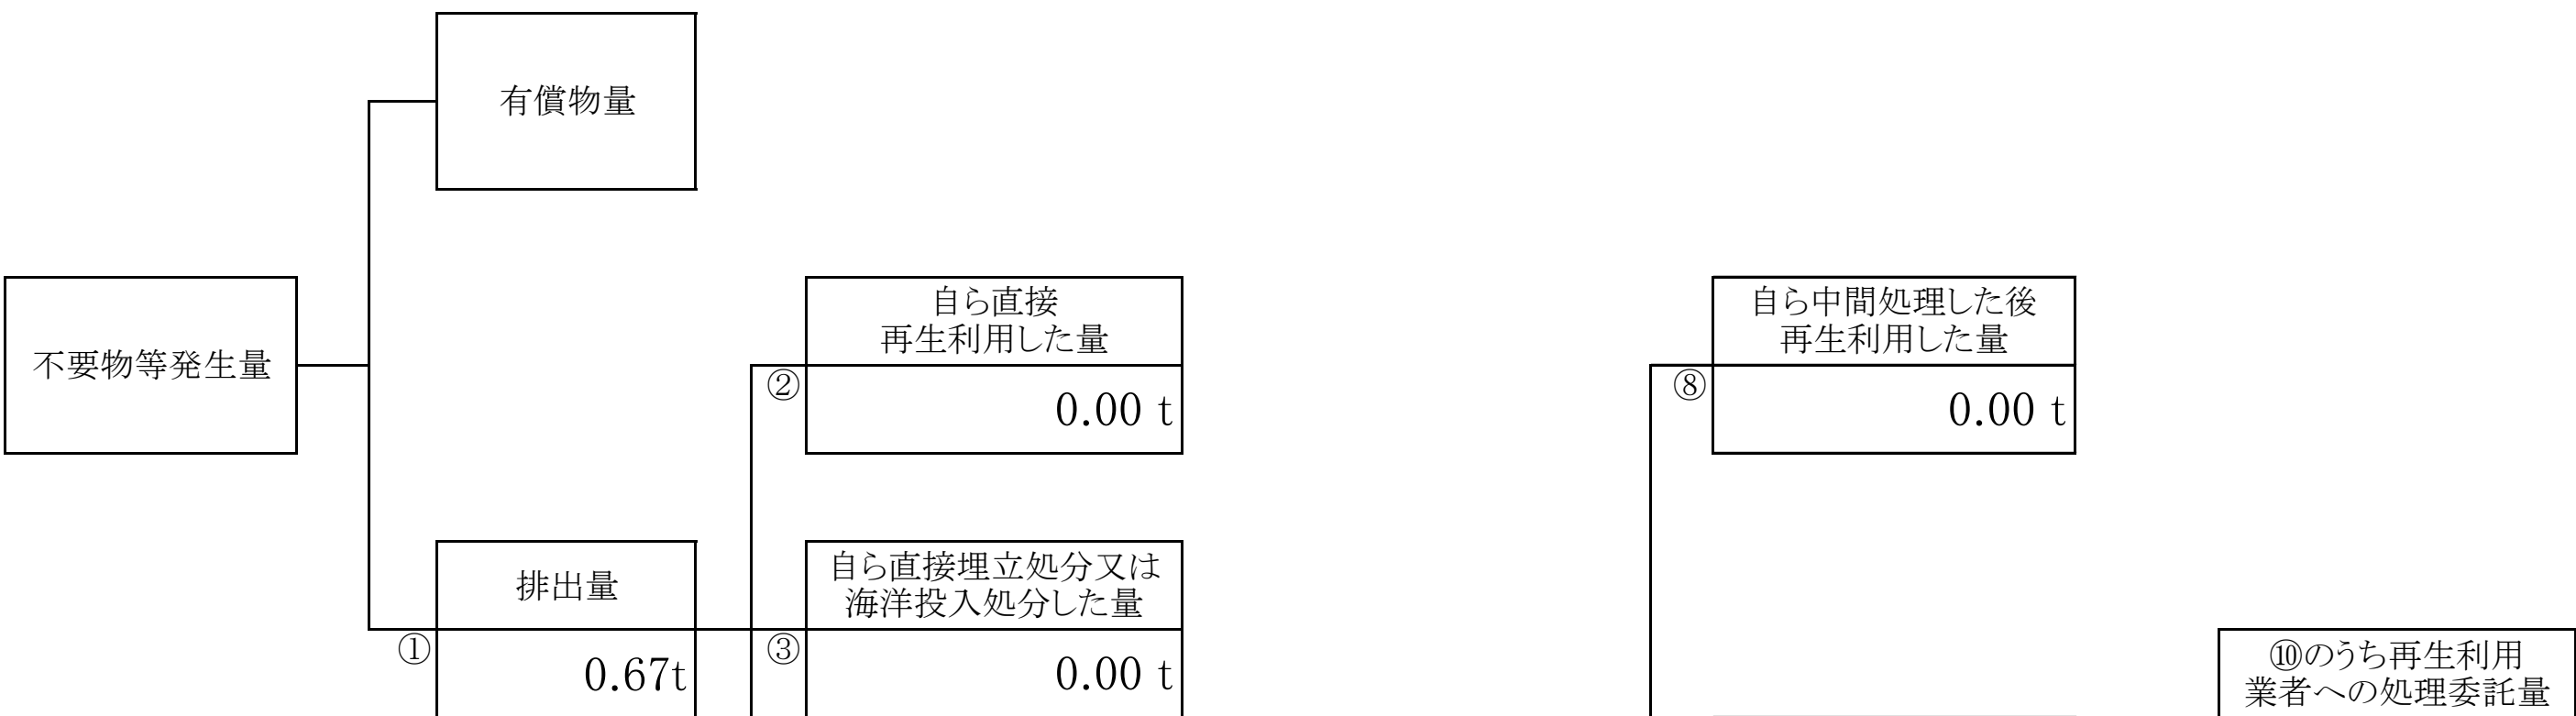 有償物量
不要物等発生量
自ら直接
再生利用した量
②
0.00 t
自ら中間処理した後
再生利用した量
⑧
0.00 t
排出量
①
0.67t
自ら直接埋立処分又は
海洋投入処分した量
③
0.00 t
⑩のうち再生利用
業者への処理委託量